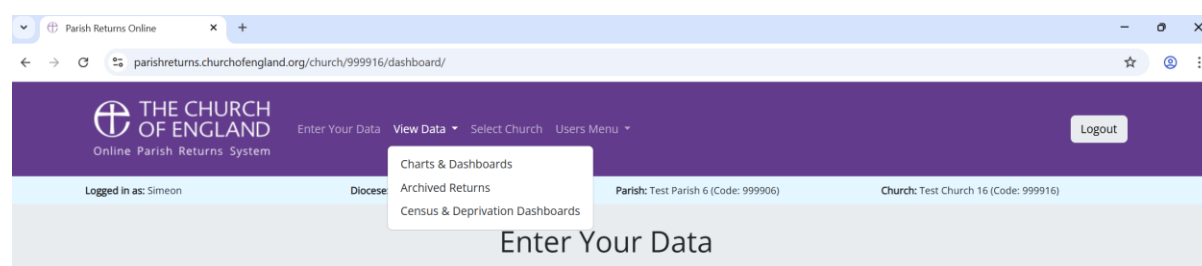 Parish Returns Online
parishreturns.churchofengland.org/church/999916/dashboard/
THE CHURCH
OF ENGLAND
Online Parish Returns System
Enter Your Data View Data Select Church Users Menu
Logout
Charts & Dashboards
Archived Returns
Census & Deprivation Dashboards
Logged in as: Simeon
Diocese
Parish: Test Parish 6 (Code: 999906)
Church: Test Church 16 (Code: 999916)
Enter Your Data